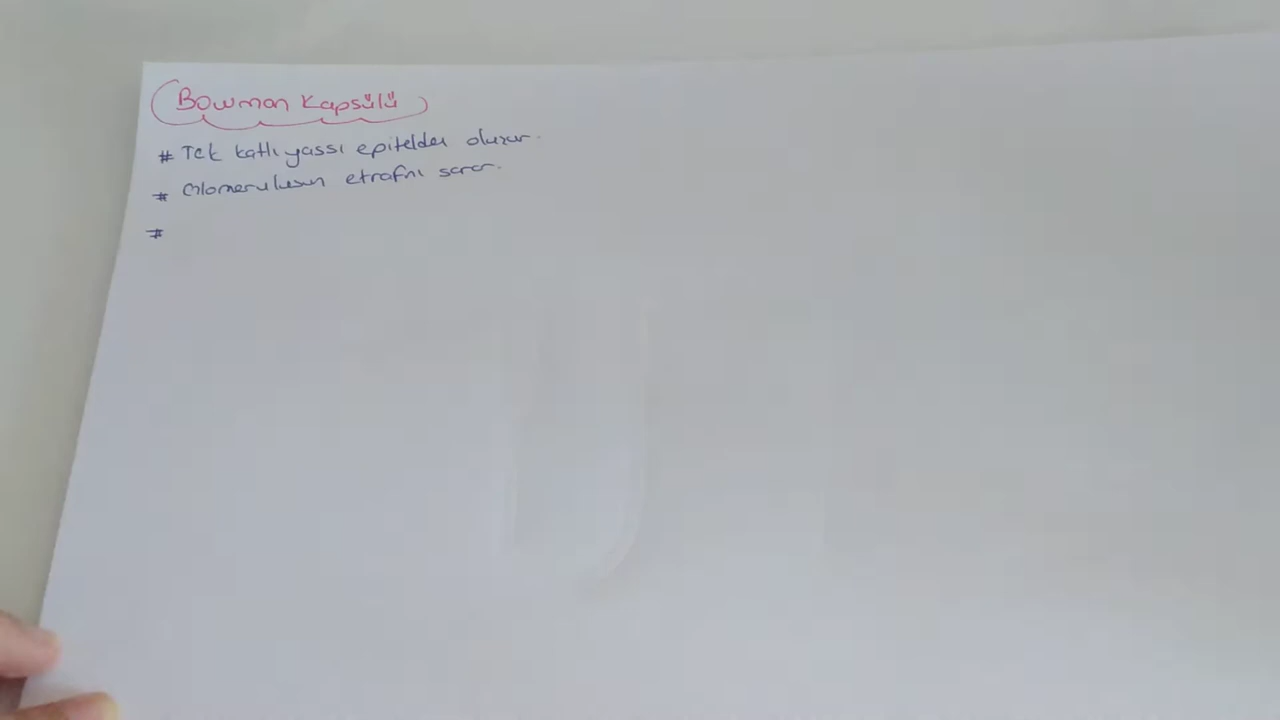 Bowman Kapsülü
# Tek katlı yassı epitelden oluşur.
# Glomerulusun etrafını sarar.
#